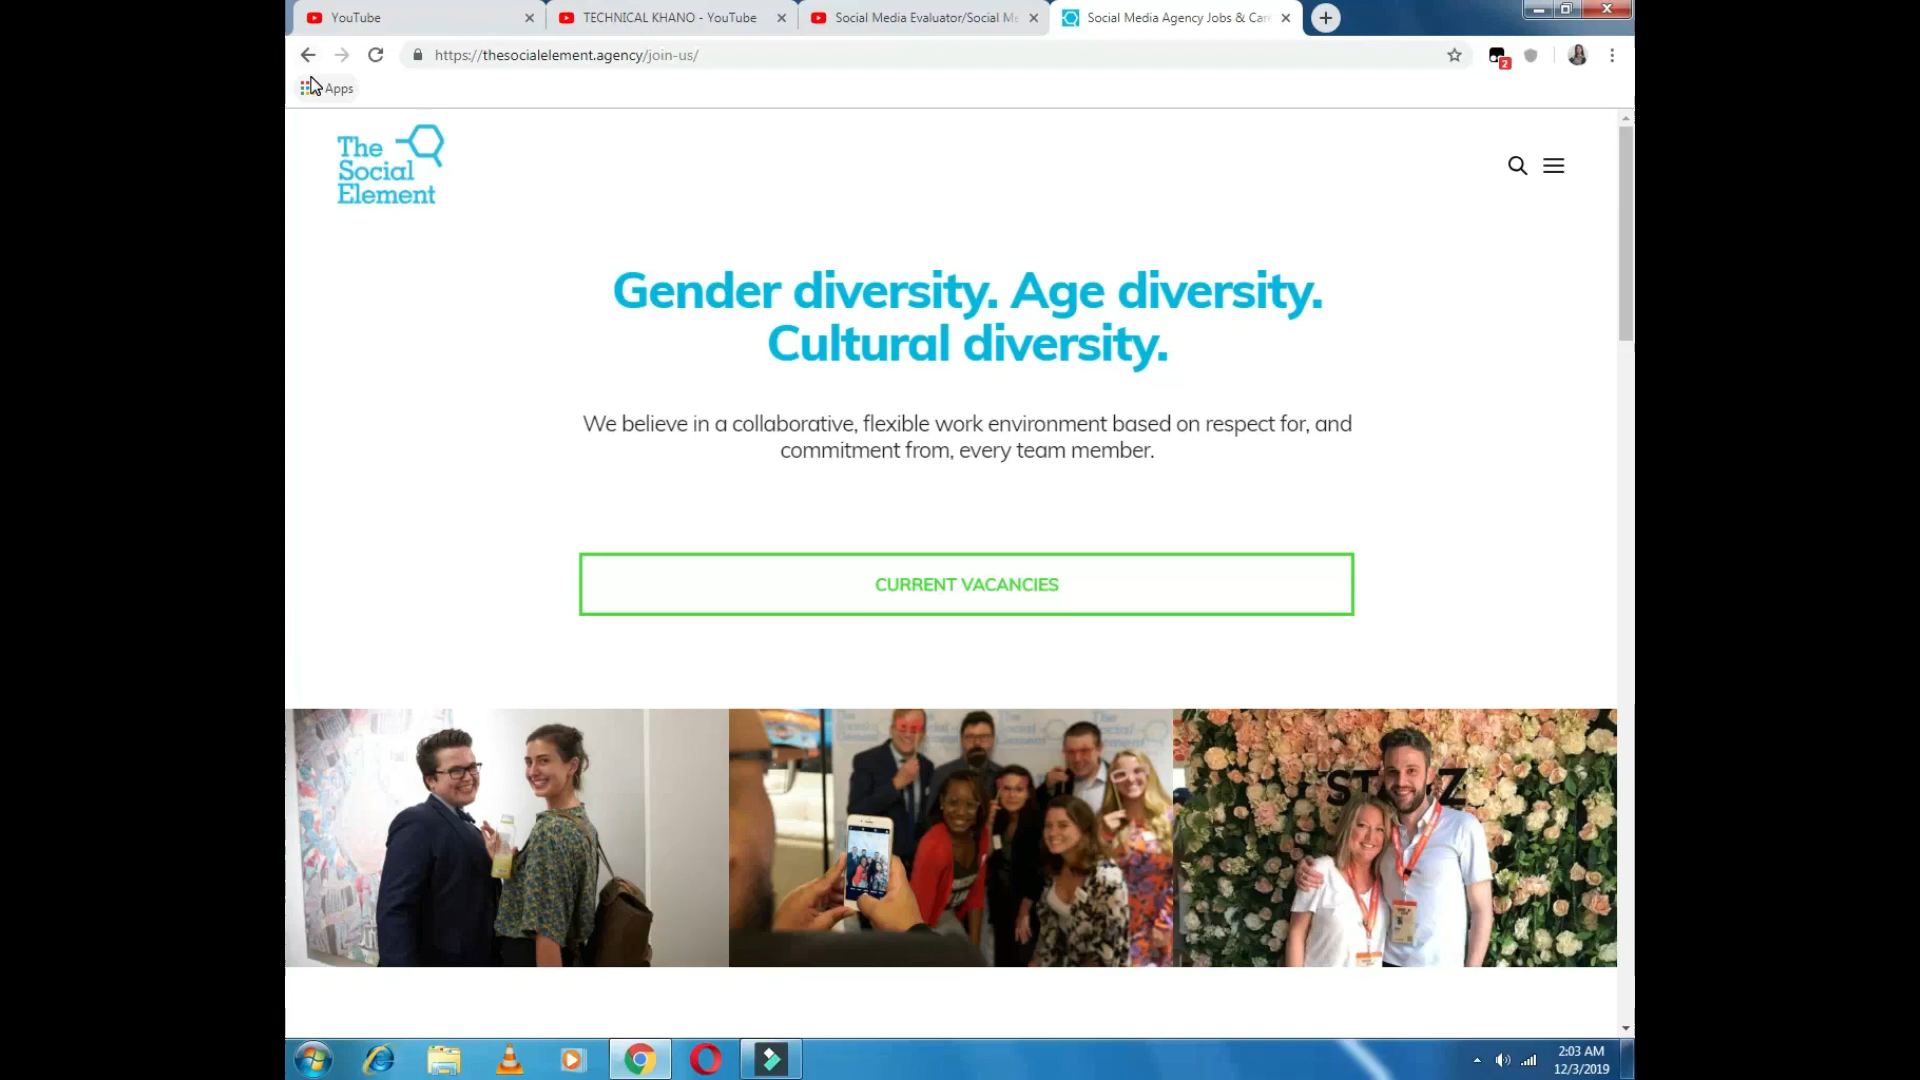 YouTube
TECHNICAL KHANO - YouTube
Social Media Evaluator/Social Me
Social Media Agency Jobs & Car
https://thesocialelement.agency/join-us/
2
Apps
The
Social
Element
Gender diversity. Age diversity.
Cultural diversity.
We believe in a collaborative, flexible work environment based on respect for, and
commitment from, every team member.
CURRENT VACANCIES
2:03 AM
12/3/2019